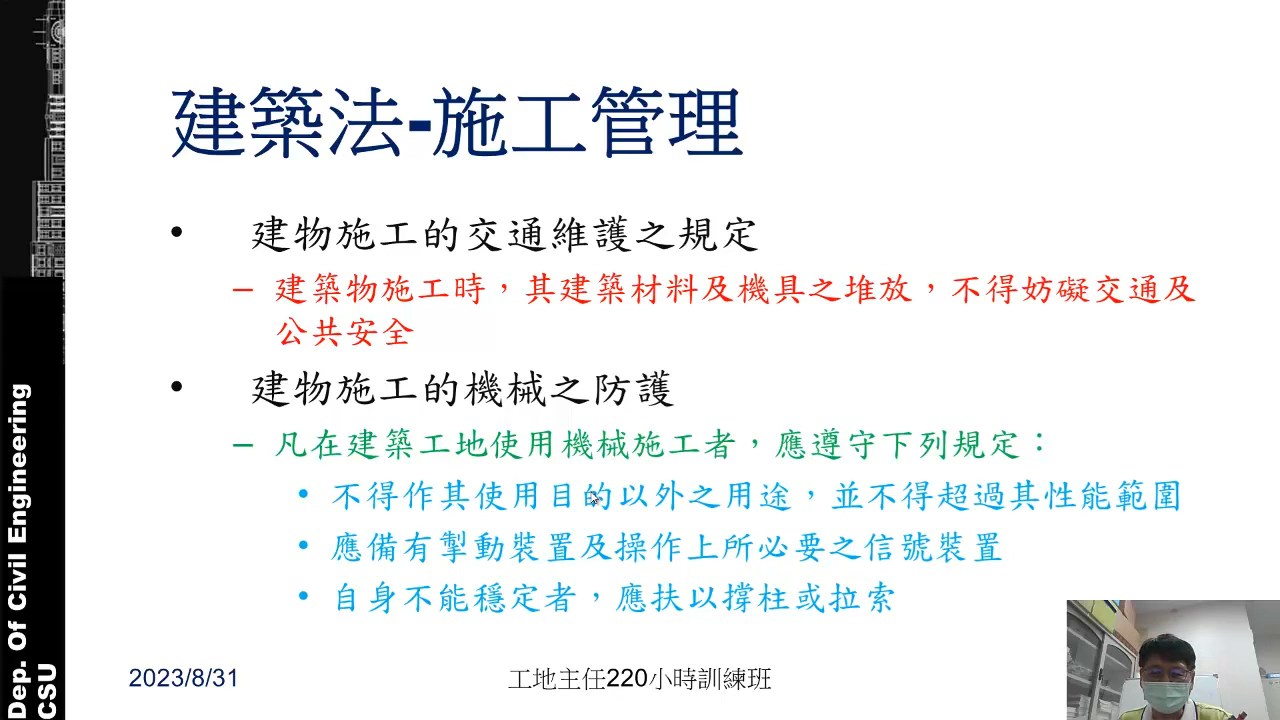 建築法-施工管理
• 建物施工的交通維護之規定
– 建築物施工時，其建築材料及機具之堆放，不得妨礙交通及
公共安全
• 建物施工的機械之防護
– 凡在建築工地使用機械施工者，應遵守下列規定：
• 不得作其使用目的以外之用途，並不得超過其性能範圍
• 應備有掣動裝置及操作上所必要之信號裝置
• 自身不能穩定者，應扶以撐柱或拉索
2023/8/31
工地主任220小時訓練班
Dep. Of Civil Engineering
CSU